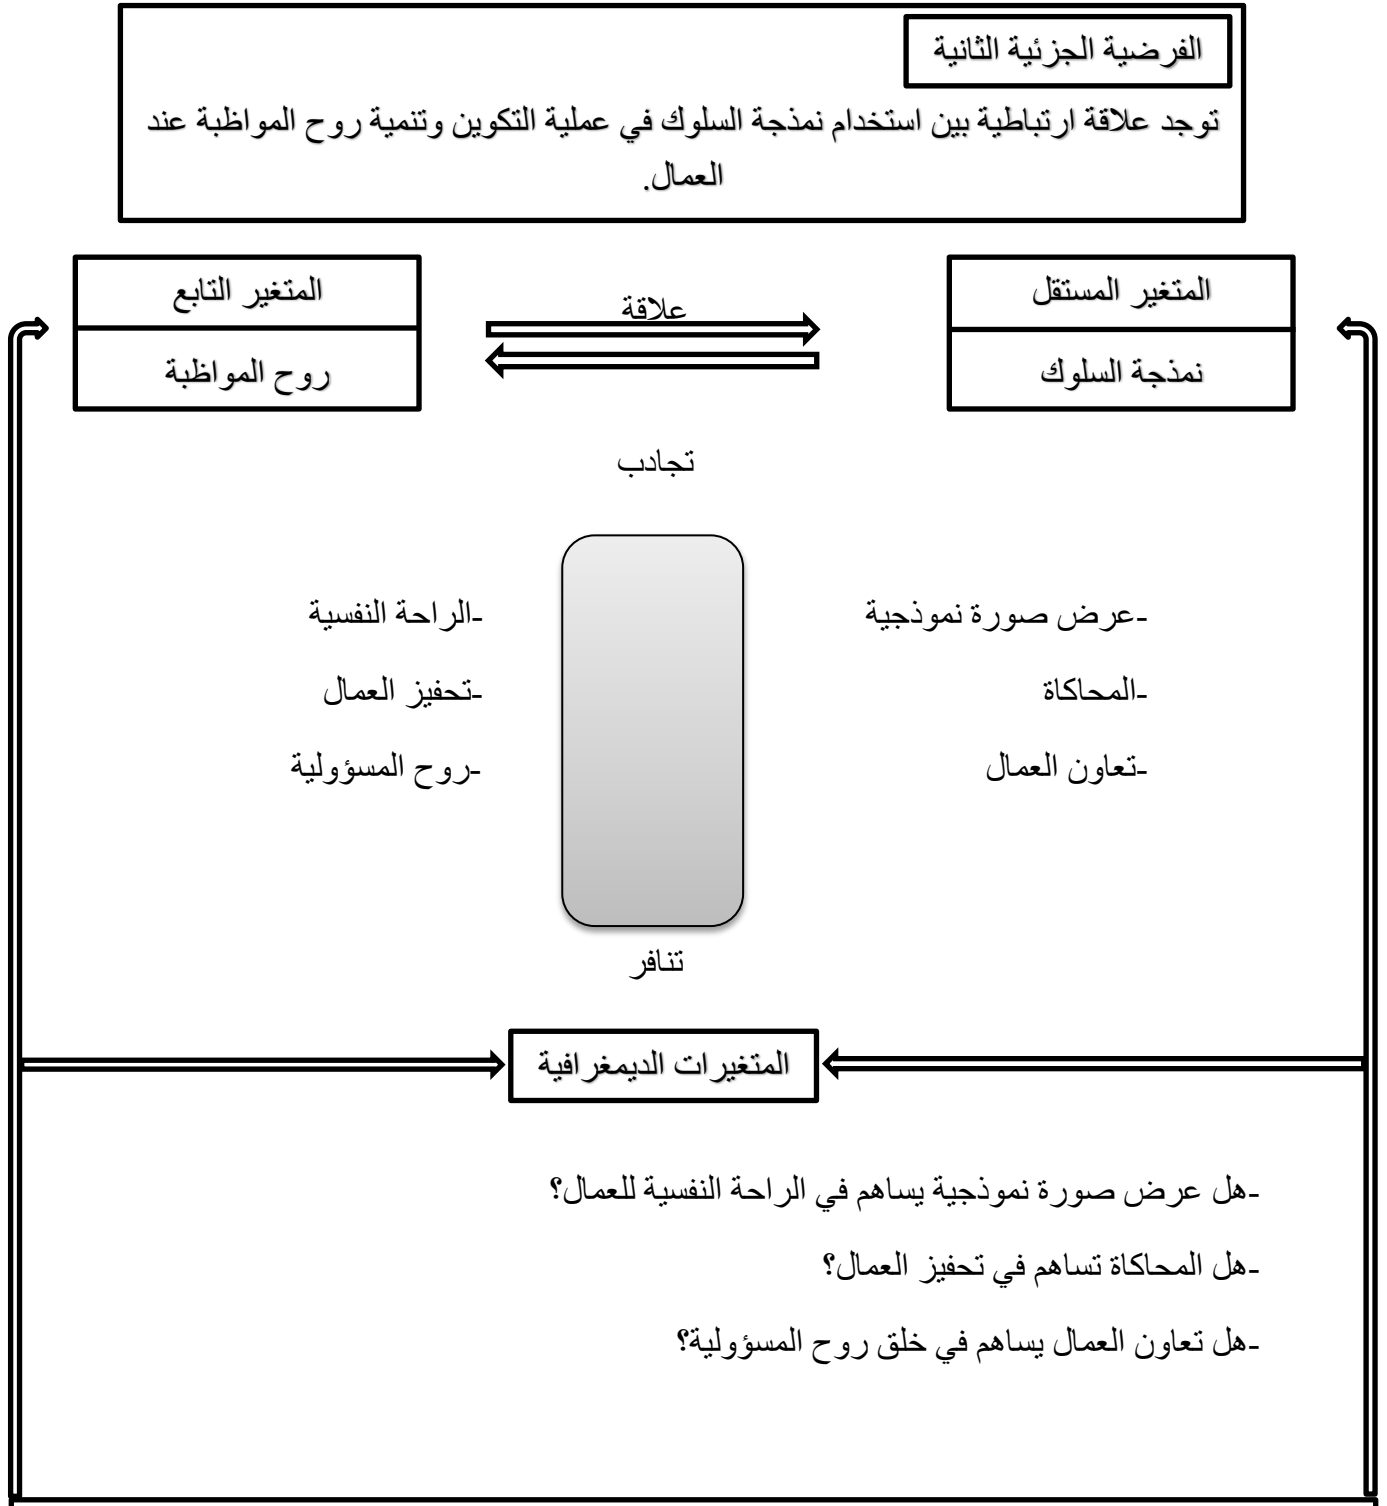 الفرضية الجزئية الثانية
توجد علاقة ارتباطية بين استخدام نمذجة السلوك في عملية التكوين وتنمية روح المواظبة عند
العمال.
المتغير المستقل
علاقة
المتغير التابع
نمذجة السلوك
روح المواظبة
تجادب
-عرض صورة نموذجية
-الراحة النفسية
-المحاكاة
-تحفيز العمال
-تعاون العمال
-روح المسؤولية
تنافر
المتغيرات الديمغرافية
-هل عرض صورة نموذجية يساهم في الراحة النفسية للعمال؟
-هل المحاكاة تساهم في تحفيز العمال؟
-هل تعاون العمال يساهم في خلق روح المسؤولية؟